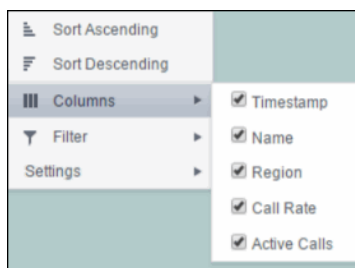 Sort Ascending
Sort Descending
Columns
Filter
Settings
Timestamp
Name
Region
Call Rate
Active Calls